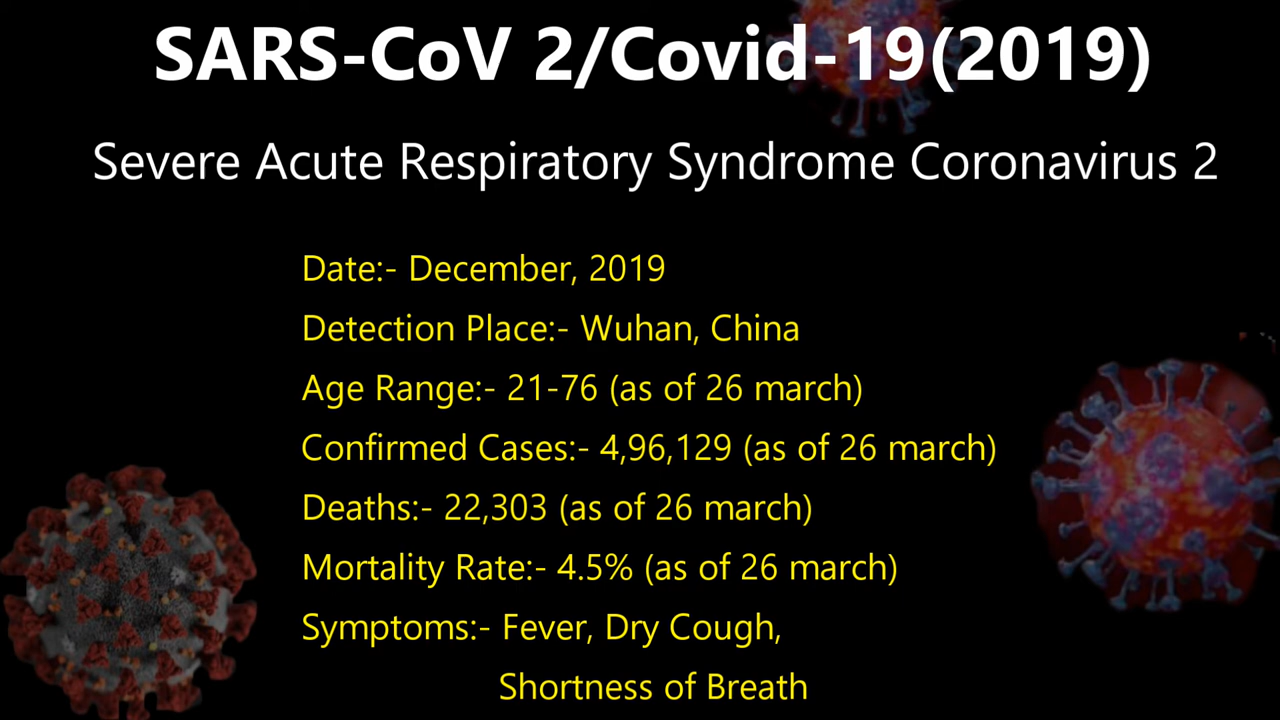 SARS-CoV 2/Covid-19(2019)
Severe Acute Respiratory Syndrome Coronavirus 2
Date:- December, 2019
Detection Place:- Wuhan, China
Age Range:- 21-76 (as of 26 march)
Confirmed Cases:- 4,96,129 (as of 26 march)
Deaths:- 22,303 (as of 26 march)
Mortality Rate:- 4.5% (as of 26 march)
Symptoms:- Fever, Dry Cough,
Shortness of Breath